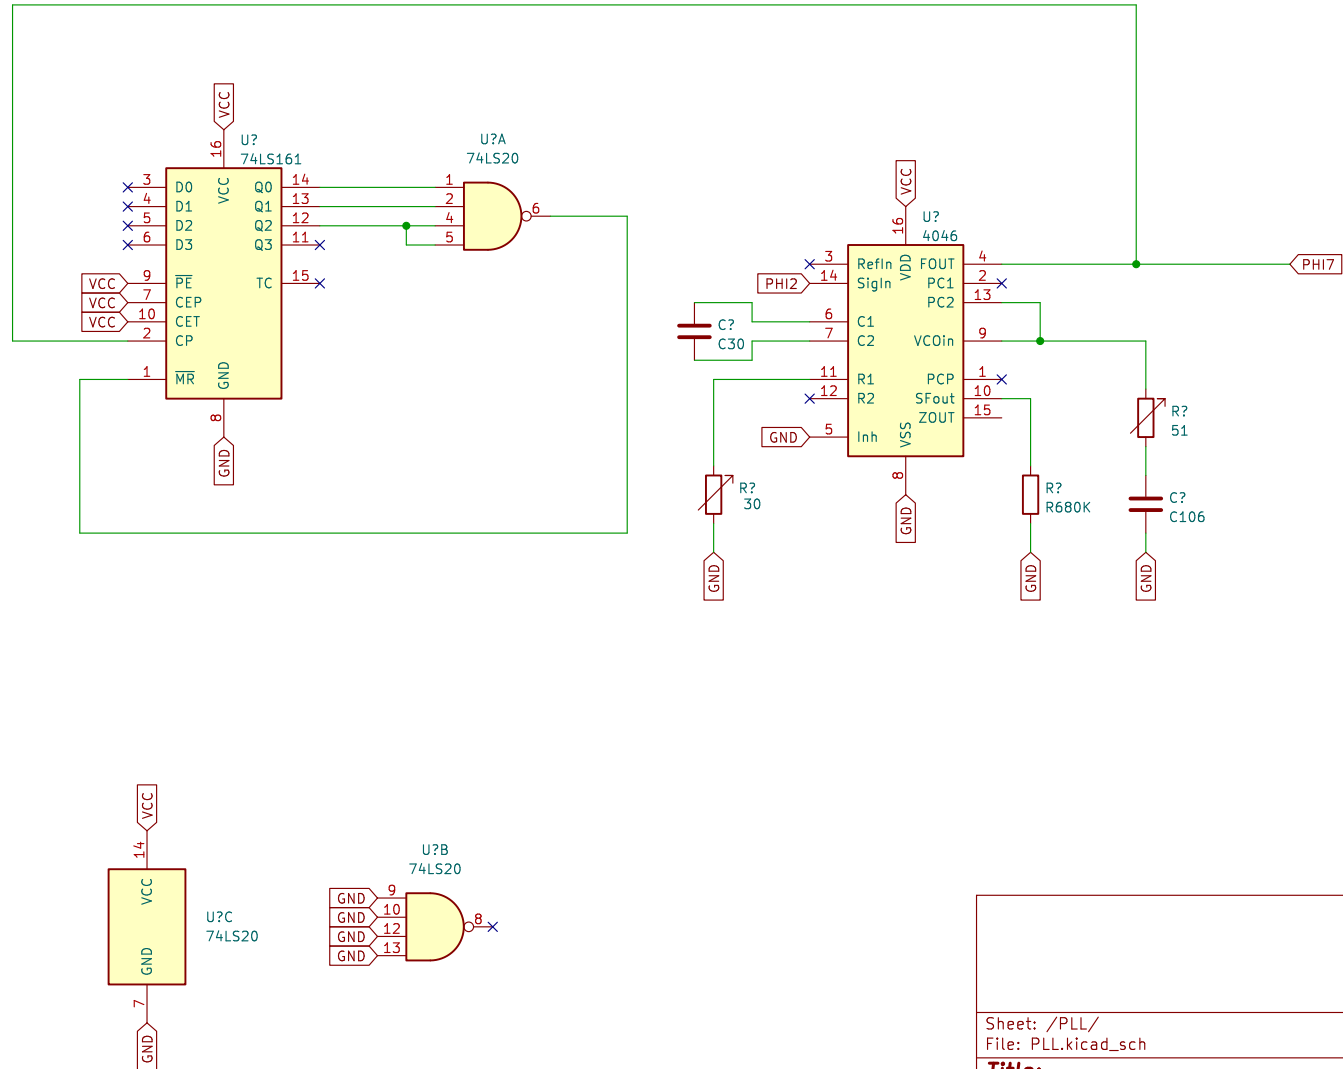 VCC
16
U?
74LS161
VCC
3 D0
4 D1
5 D2
6 D3
VCC 9 PE
VCC 7 CEP
VCC 10 CET
2 CP
1 MR
Q0 14
Q1 13
Q2 12
Q3 11
TC 15
GND
8
GND
U?A
74LS20
1
2
4
5
6
VCC
16
U?
4046
VDD
3 RefIn
PHI2 14 SigIn
6 C1
7 C2
11 R1
12 R2
GND 5 Inh
FOUT 4
PC1 2
PC2 13
VCOin 9
PCP 1
SFout 10
ZOUT 15
VSS
8
GND
PHI7
C?
C30
R?
30
GND
R?
R680K
GND
R?
51
C?
C106
GND
VCC
14
VCC
GND
7
GND
U?C
74LS20
U?B
74LS20
GND 9
GND 10
GND 12
GND 13
8
Sheet: /PLL/
File: PLL.kicad_sch
Title: